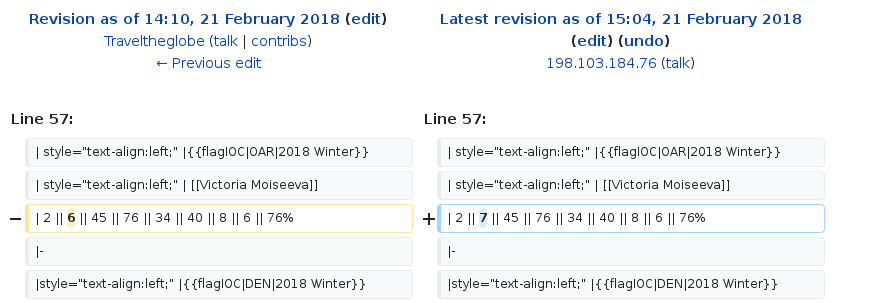 Revision as of 14:10, 21 February 2018 (edit)
Traveltheglobe (talk | contribs)
← Previous edit
Latest revision as of 15:04, 21 February 2018
(edit) (undo)
198.103.184.76 (talk)
Line 57:
Line 57:
| style="text-align:left;" |{{flagIOC|OAR|2018 Winter}}
| style="text-align:left;" |{{flagIOC|OAR|2018 Winter}}
| style="text-align:left;" | [[Victoria Moiseeva]]
| style="text-align:left;" | [[Victoria Moiseeva]]
− | 2 || 6 || 45 || 76 || 34 || 40 || 8 || 6 || 76%
+ | 2 || 7 || 45 || 76 || 34 || 40 || 8 || 6 || 76%
|-
|-
|style="text-align:left;" |{{flagIOC|DEN|2018 Winter}}
|style="text-align:left;" |{{flagIOC|DEN|2018 Winter}}